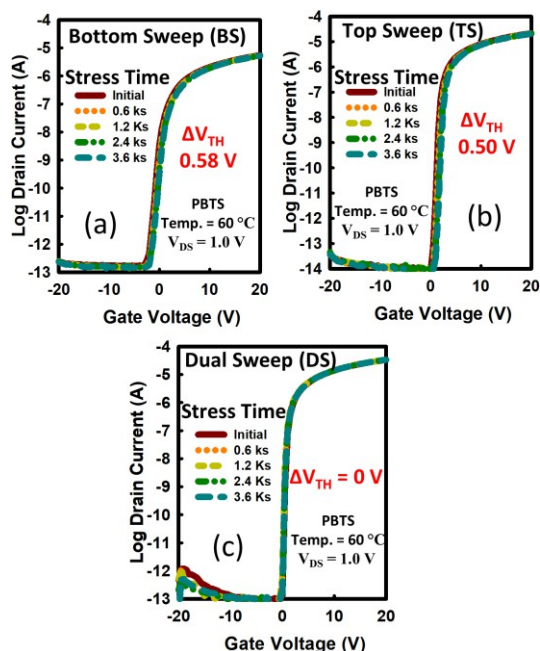 Bottom Sweep (BS)
Stress Time
Initial
0.6 ks
1.2 Ks
2.4 ks
3.6 ks
ΔV_TH
0.58 V
PBTS
Temp. = 60 °C
V_DS = 1.0 V
(a)
Log Drain Current (A)
-4
-5
-6
-7
-8
-9
-10
-11
-12
-13
-20 -10 0 10 20
Gate Voltage (V)
Top Sweep (TS)
Stress Time
Initial
0.6 ks
1.2 Ks
2.4 ks
3.6 ks
ΔV_TH
0.50 V
PBTS
Temp. = 60 °C
V_DS = 1.0 V
(b)
Log Drain Current (A)
-4
-5
-6
-7
-8
-9
-10
-11
-12
-13
-14
-20 -10 0 10 20
Gate Voltage (V)
Dual Sweep (DS)
Stress Time
Initial
0.6 ks
1.2 Ks
2.4 Ks
3.6 Ks
ΔV_TH = 0 V
PBTS
Temp. = 60 °C
V_DS = 1.0 V
(c)
Log Drain Current (A)
-4
-5
-6
-7
-8
-9
-10
-11
-12
-13
-20 -10 0 10 20
Gate Voltage (V)